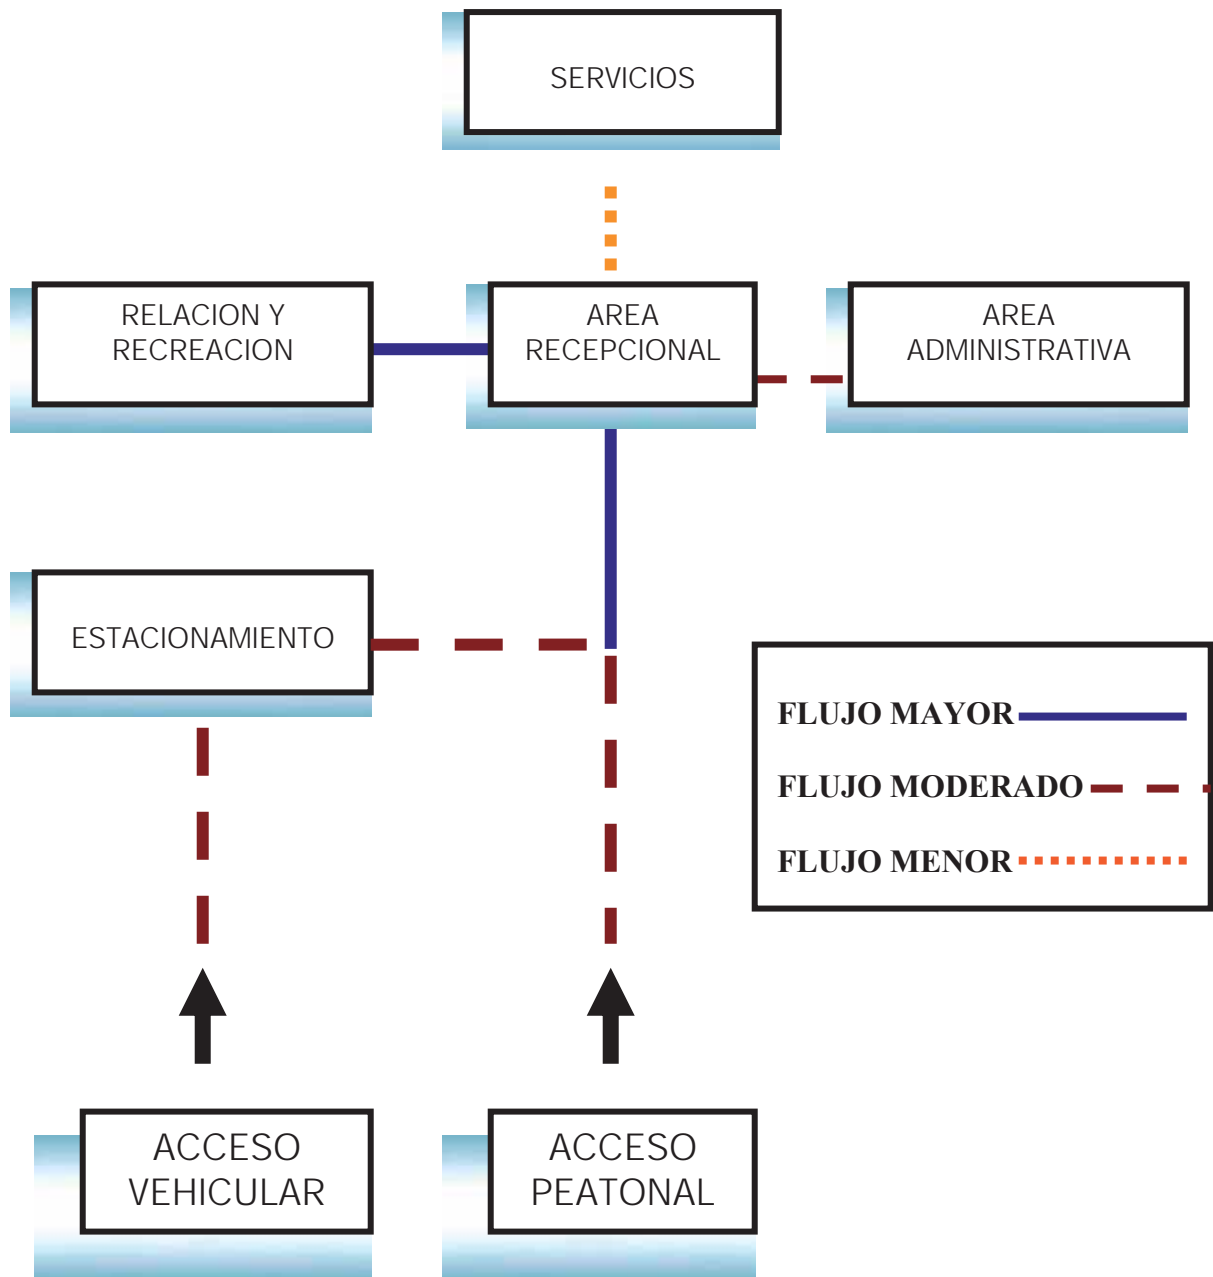 SERVICIOS
RELACION Y
RECREACION
AREA
RECEPCIONAL
AREA
ADMINISTRATIVA
ESTACIONAMIENTO
FLUJO MAYOR
FLUJO MODERADO
FLUJO MENOR
ACCESO
VEHICULAR
ACCESO
PEATONAL